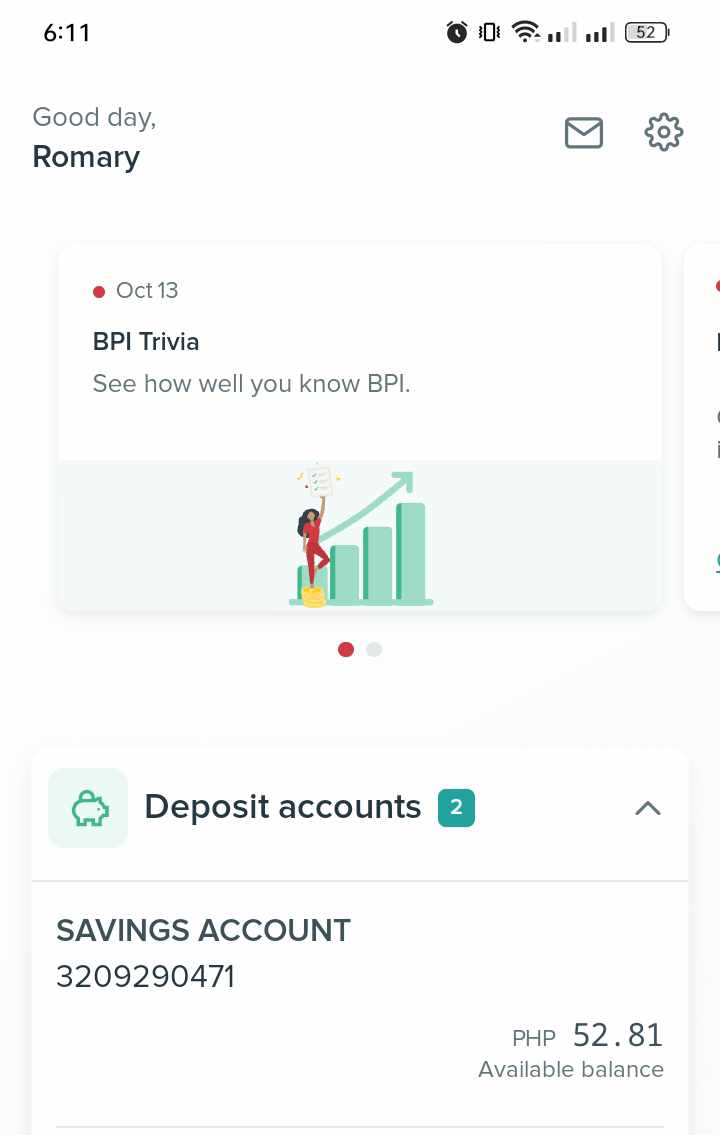 6:11
52
Good day,
Romary
Oct 13
BPI Trivia
See how well you know BPI.
Deposit accounts 2
SAVINGS ACCOUNT
3209290471
PHP 52.81
Available balance